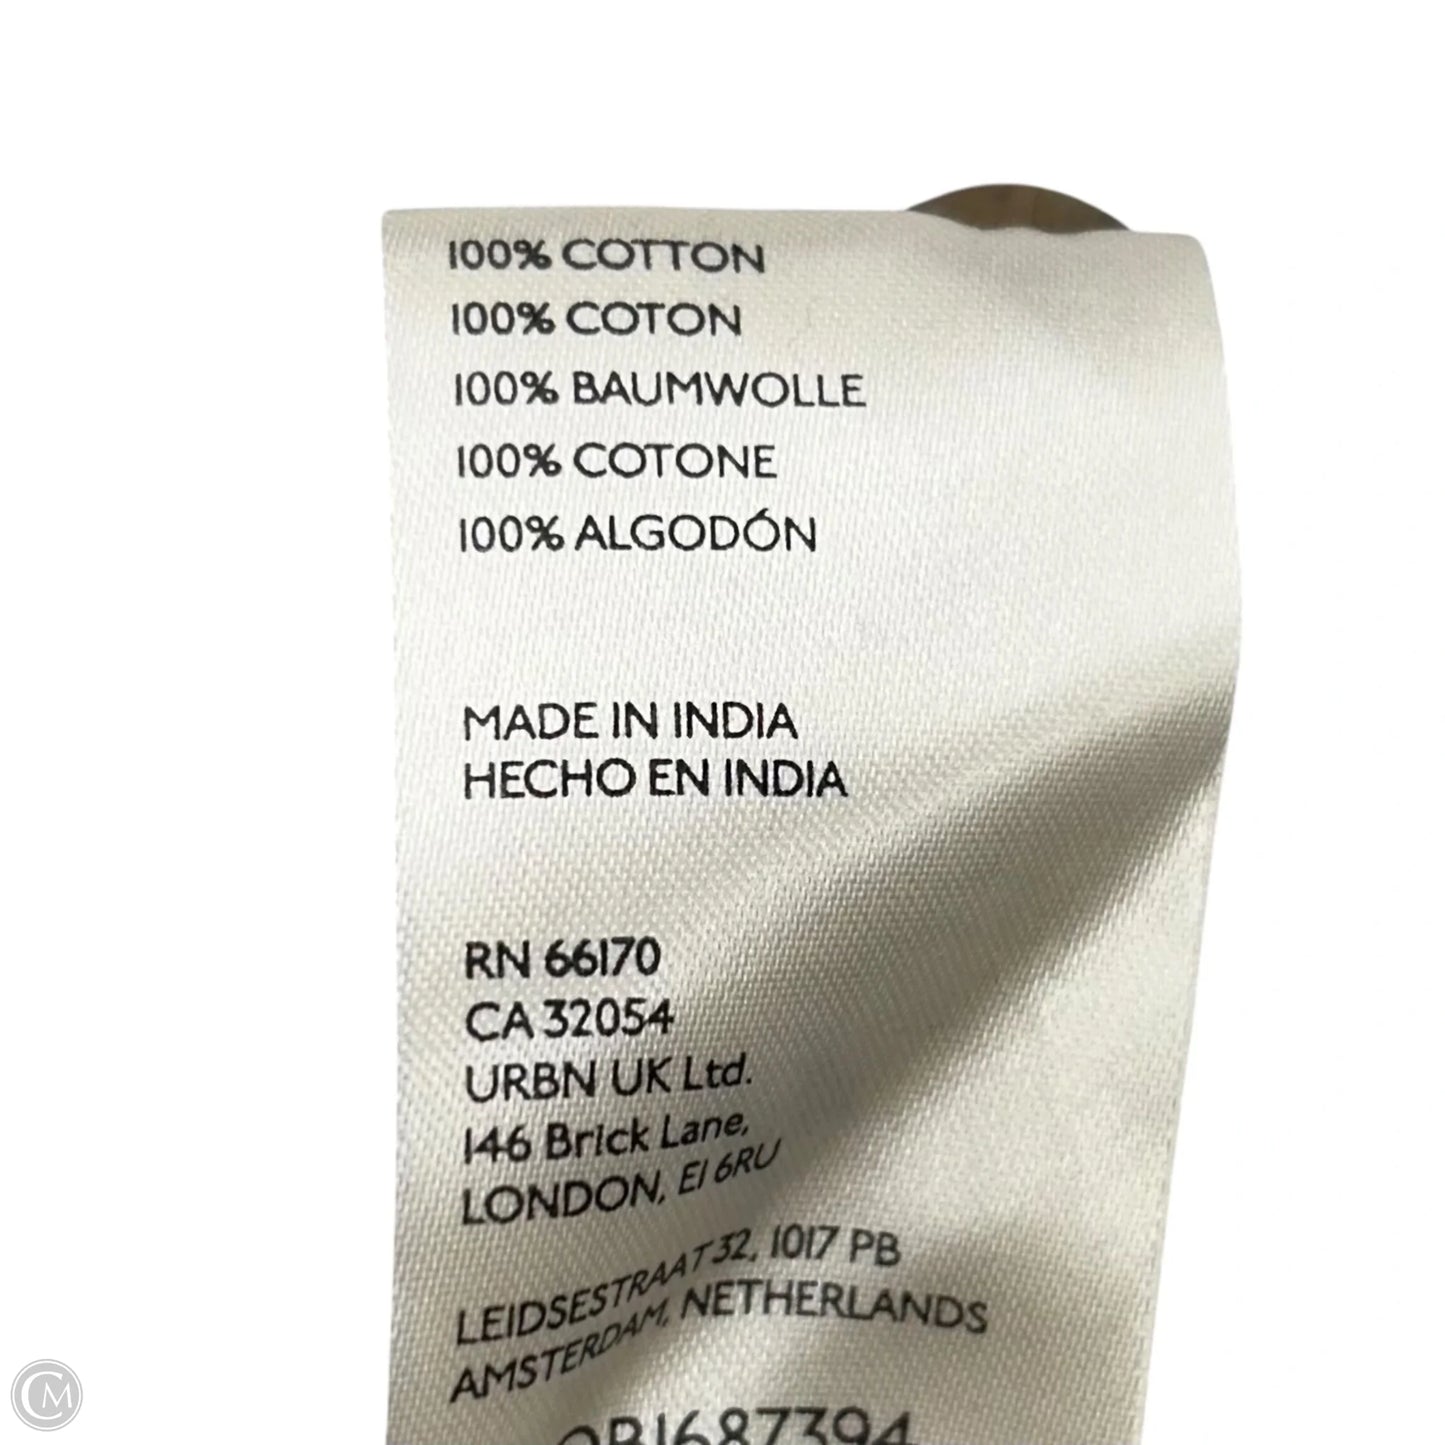 100% COTTON
100% COTON
100% BAUMWOLLE
100% COTONE
100% ALGODÓN
MADE IN INDIA
HECHO EN INDIA
RN 66170
CA 32054
URBN UK Ltd.
146 Brick Lane,
LONDON, E1 6RU
LEIDSESTRAAT 32, 1017 PB
AMSTERDAM, NETHERLANDS
CM